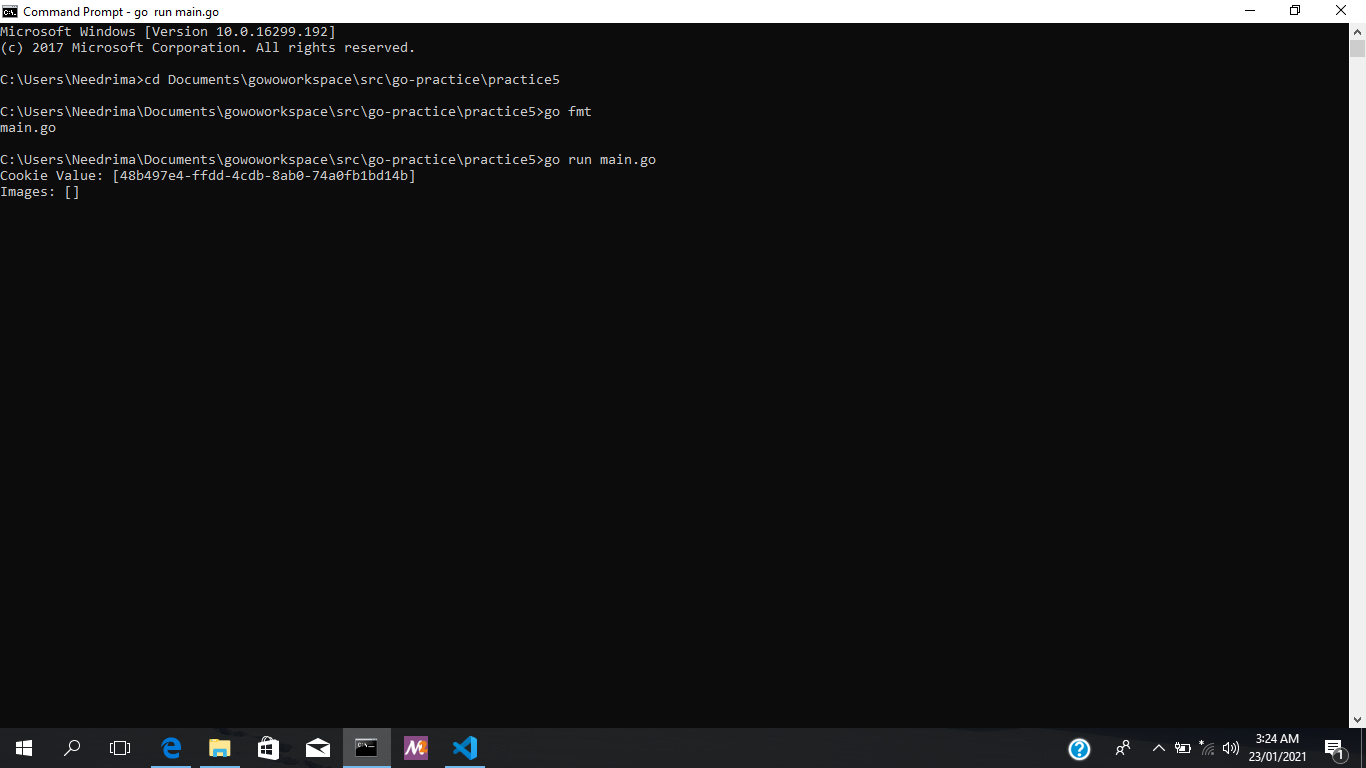 Command Prompt - go  run main.go
Microsoft Windows [Version 10.0.16299.192]
(c) 2017 Microsoft Corporation. All rights reserved.
C:\Users\Needrima>cd Documents\gowoworkspace\src\go-practice\practice5
C:\Users\Needrima\Documents\gowoworkspace\src\go-practice\practice5>go fmt
main.go
C:\Users\Needrima\Documents\gowoworkspace\src\go-practice\practice5>go run main.go
Cookie Value: [48b497e4-ffdd-4cdb-8ab0-74a0fb1bd14b]
Images: []
3:24 AM
23/01/2021
1